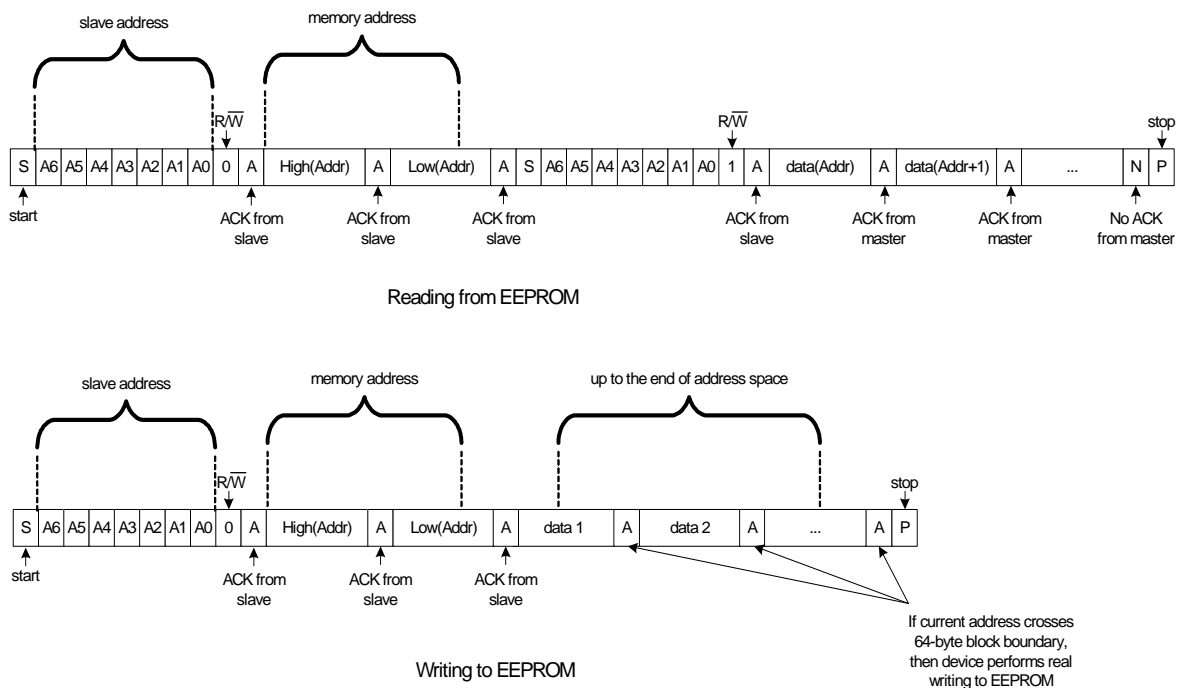 slave address
memory address
R/W̅
R/W̅
stop
S A6 A5 A4 A3 A2 A1 A0 0 A High(Addr) A Low(Addr) A S A6 A5 A4 A3 A2 A1 A0 1 A data(Addr) A data(Addr+1) A ... N P
start
ACK from
slave
ACK from
slave
ACK from
slave
ACK from
slave
ACK from
master
ACK from
master
No ACK
from master
Reading from EEPROM
slave address
memory address
up to the end of address space
R/W̅
stop
S A6 A5 A4 A3 A2 A1 A0 0 A High(Addr) A Low(Addr) A data 1 A data 2 A ... A P
start
ACK from
slave
ACK from
slave
ACK from
slave
If current address crosses
64-byte block boundary,
then device performs real
writing to EEPROM
Writing to EEPROM